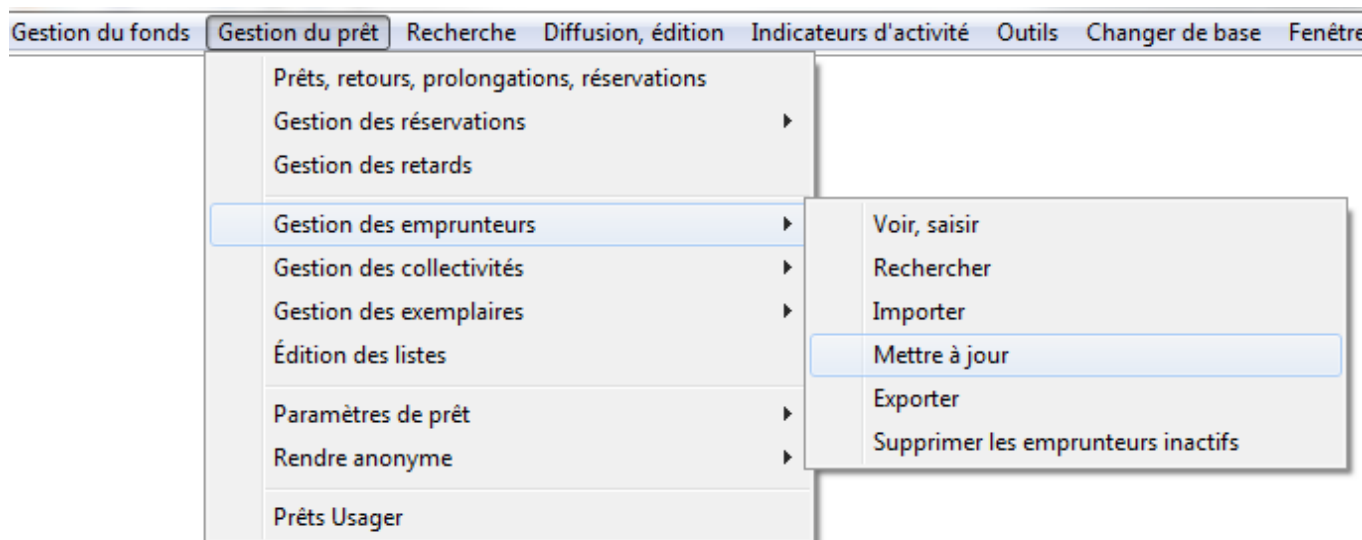 Gestion du fonds Gestion du prêt Recherche Diffusion, édition Indicateurs d'activité Outils Changer de base Fenêtre
Prêts, retours, prolongations, réservations
Gestion des réservations
Gestion des retards
Gestion des emprunteurs
Gestion des collectivités
Gestion des exemplaires
Édition des listes
Paramètres de prêt
Rendre anonyme
Prêts Usager
Voir, saisir
Rechercher
Importer
Mettre à jour
Exporter
Supprimer les emprunteurs inactifs